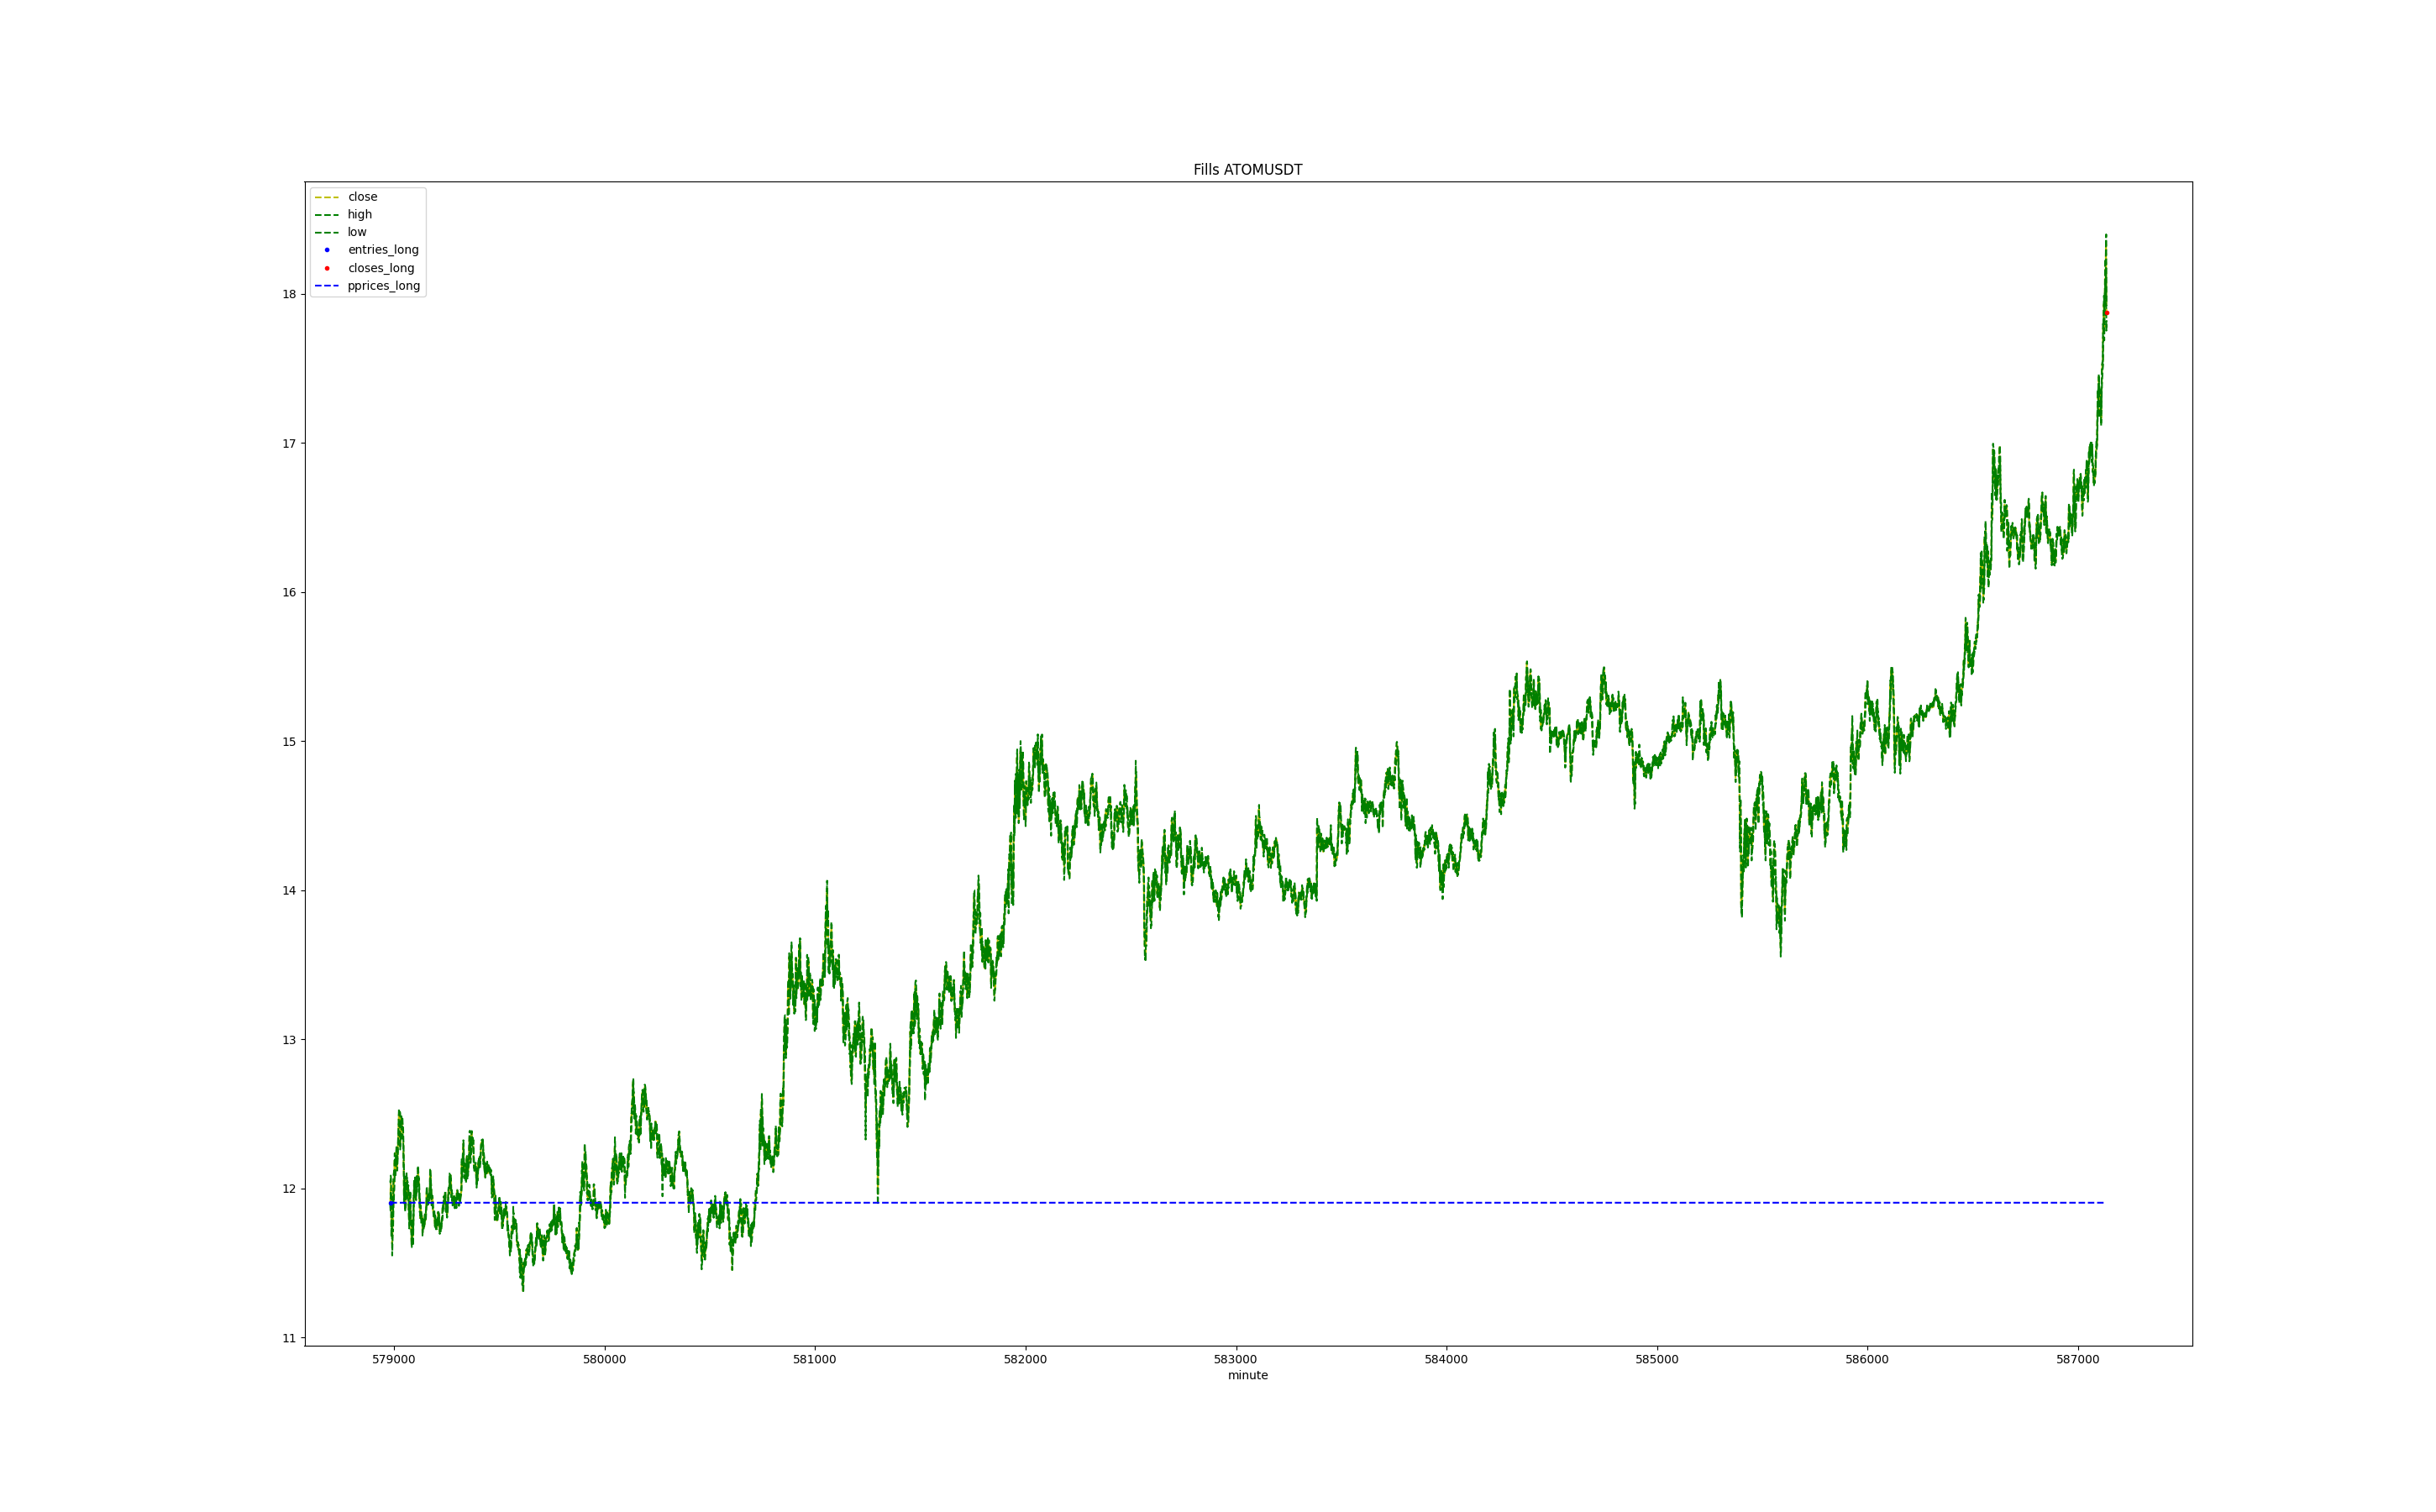 Fills ATOMUSDT
close
high
low
entries_long
closes_long
pprices_long
18
17
16
15
14
13
12
11
579000 580000 581000 582000 583000 584000 585000 586000 587000
minute